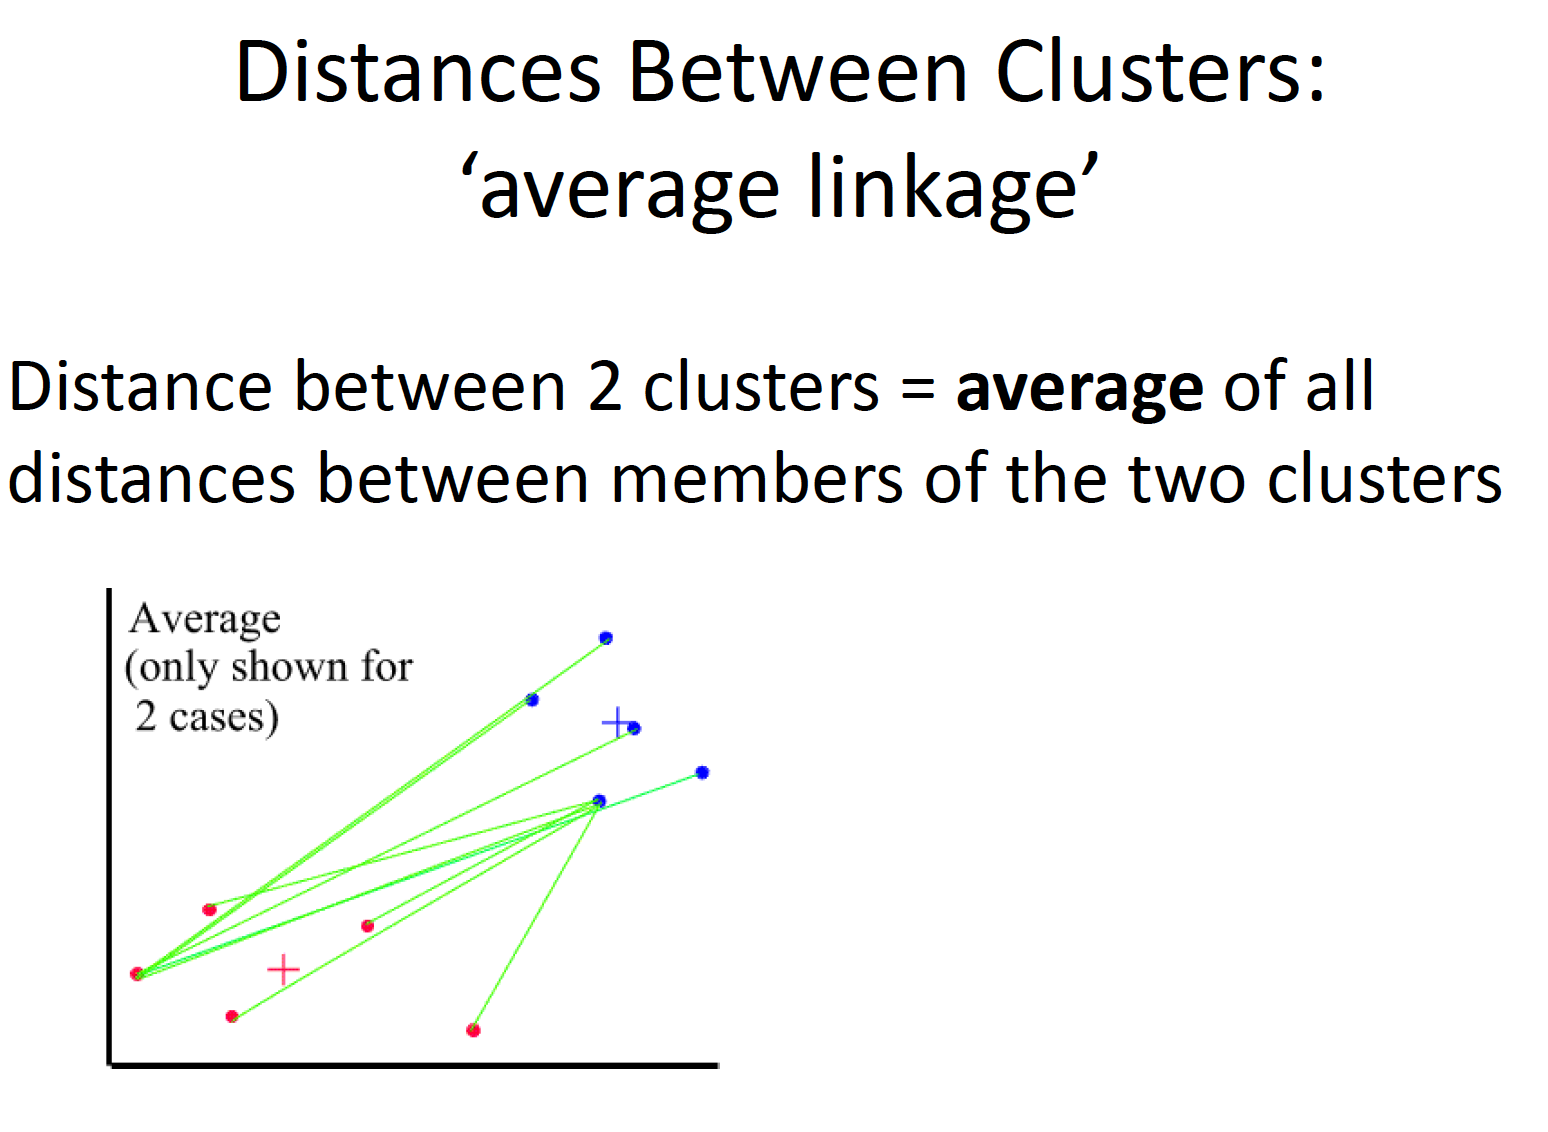 Distances Between Clusters:
‘average linkage’
Distance between 2 clusters = average of all
distances between members of the two clusters
Average
(only shown for
2 cases)